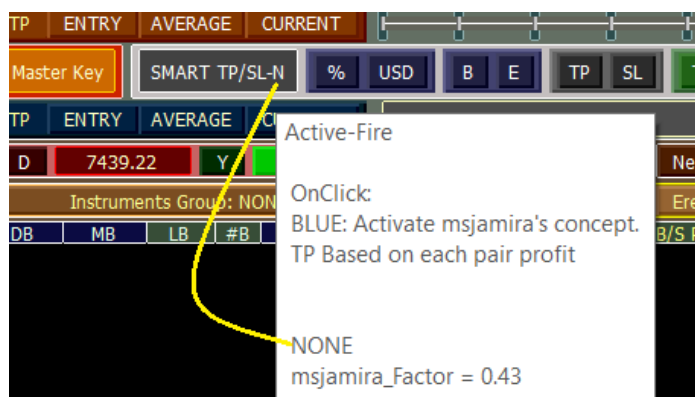 TP ENTRY AVERAGE CURRENT
Master Key SMART TP/SL-N % USD B E TP SL
TP ENTRY AVERAGE
D 7439.22 Y Ne
Instruments Group: NON Ere
DB MB LB #B B/S
Active-Fire
OnClick:
BLUE: Activate msjamira's concept.
TP Based on each pair profit
NONE
msjamira_Factor = 0.43